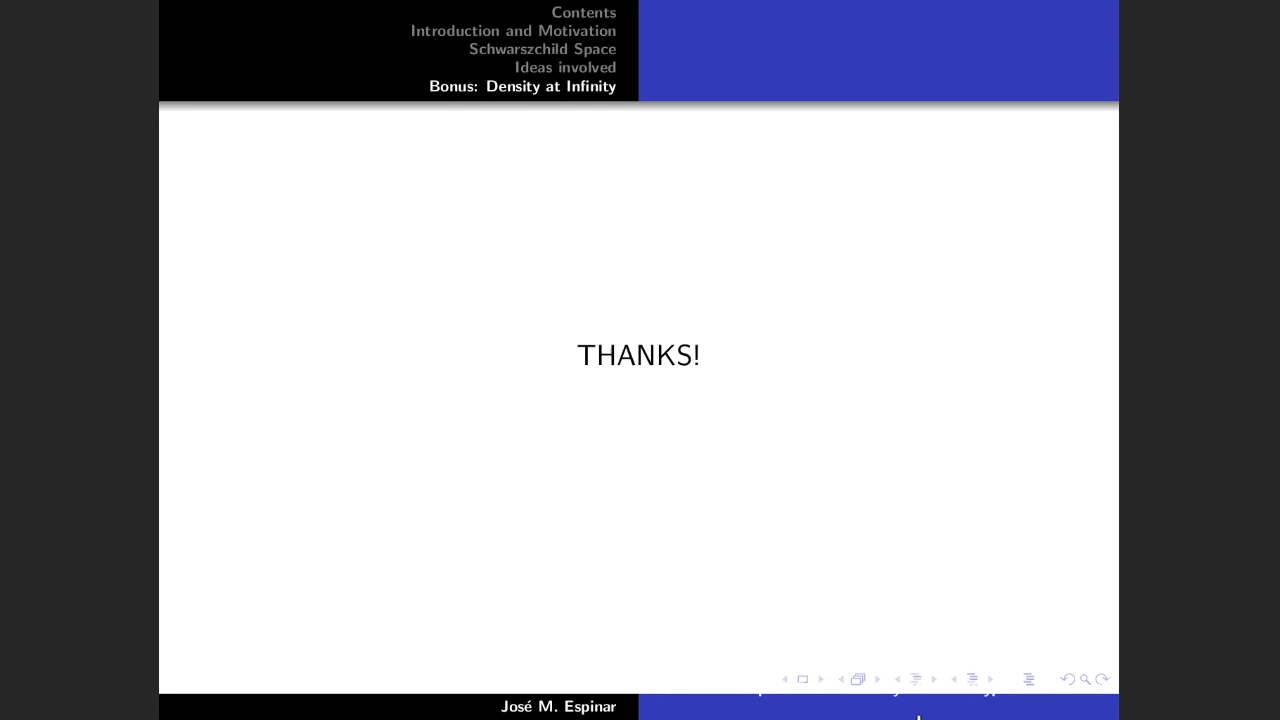 Contents
Introduction and Motivation
Schwarszchild Space
Ideas involved
Bonus: Density at Infinity
THANKS!
José M. Espinar